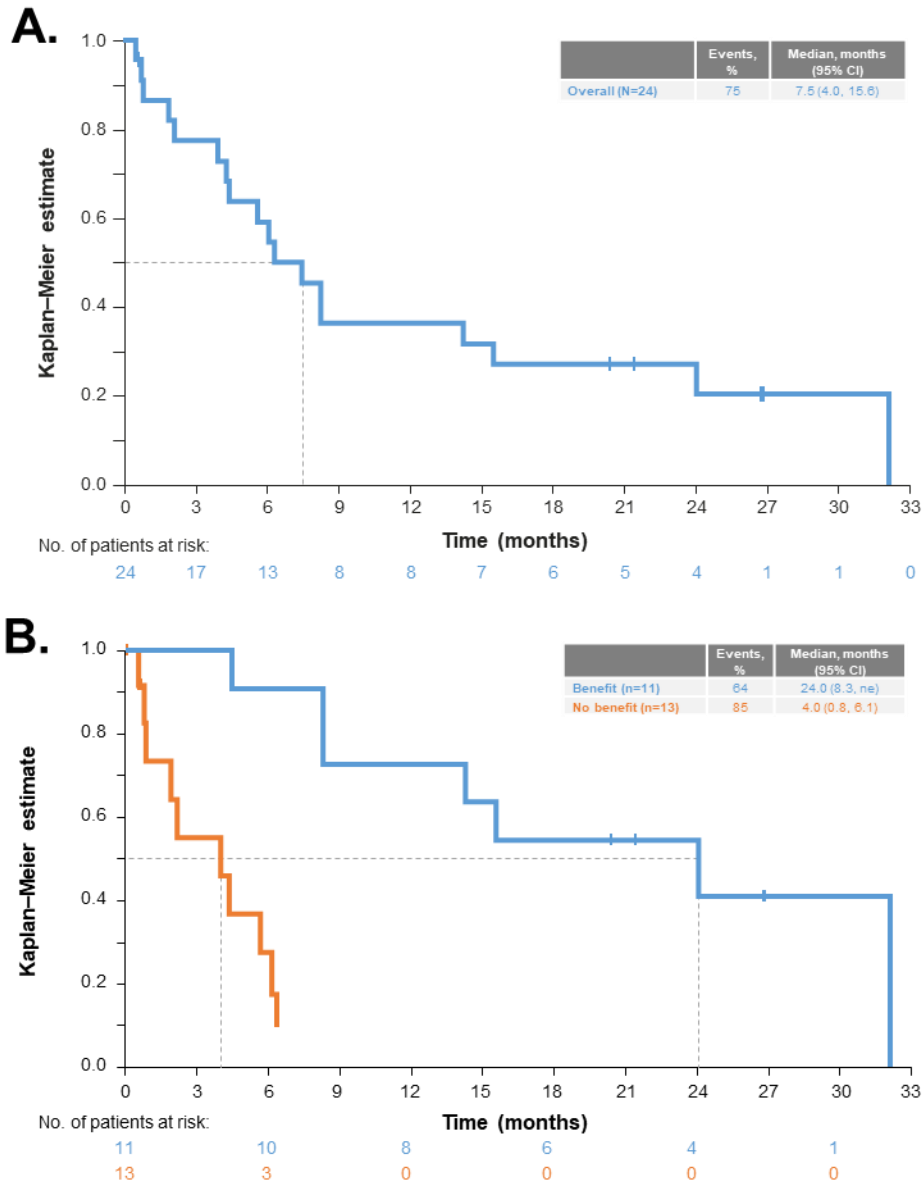 A.
Events, %
Median, months (95% CI)
Overall (N=24) 75 7.5 (4.0, 15.6)
Kaplan–Meier estimate
1.0
0.8
0.6
0.4
0.2
0.0
0 3 6 9 12 15 18 21 24 27 30 33
Time (months)
No. of patients at risk:
24 17 13 8 8 7 6 5 4 1 1 0
B.
Events, %
Median, months (95% CI)
Benefit (n=11) 64 24.0 (8.3, ne)
No benefit (n=13) 85 4.0 (0.8, 6.1)
Kaplan–Meier estimate
1.0
0.8
0.6
0.4
0.2
0.0
0 3 6 9 12 15 18 21 24 27 30 33
Time (months)
No. of patients at risk:
11 10 8 6 4 1
13 3 0 0 0 0